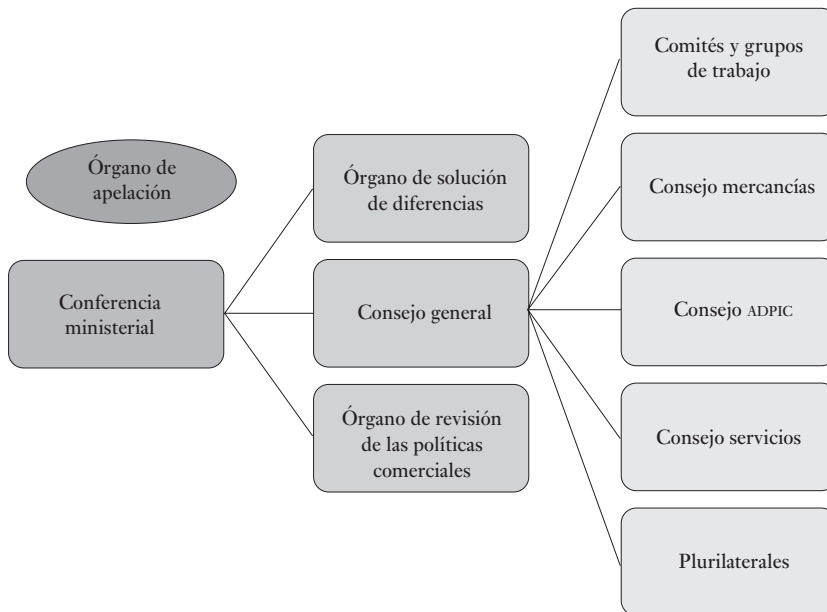 Órgano de
apelación
Conferencia
ministerial
Órgano de solución
de diferencias
Consejo general
Órgano de revisión
de las políticas
comerciales
Comités y grupos
de trabajo
Consejo mercancías
Consejo ADPIC
Consejo servicios
Plurilaterales